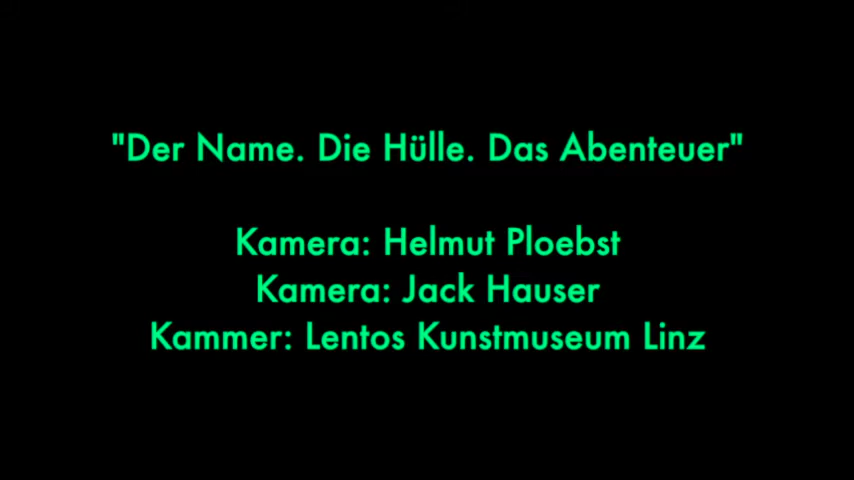 "Der Name. Die Hülle. Das Abenteuer"
Kamera: Helmut Ploebst
Kamera: Jack Hauser
Kammer: Lentos Kunstmuseum Linz